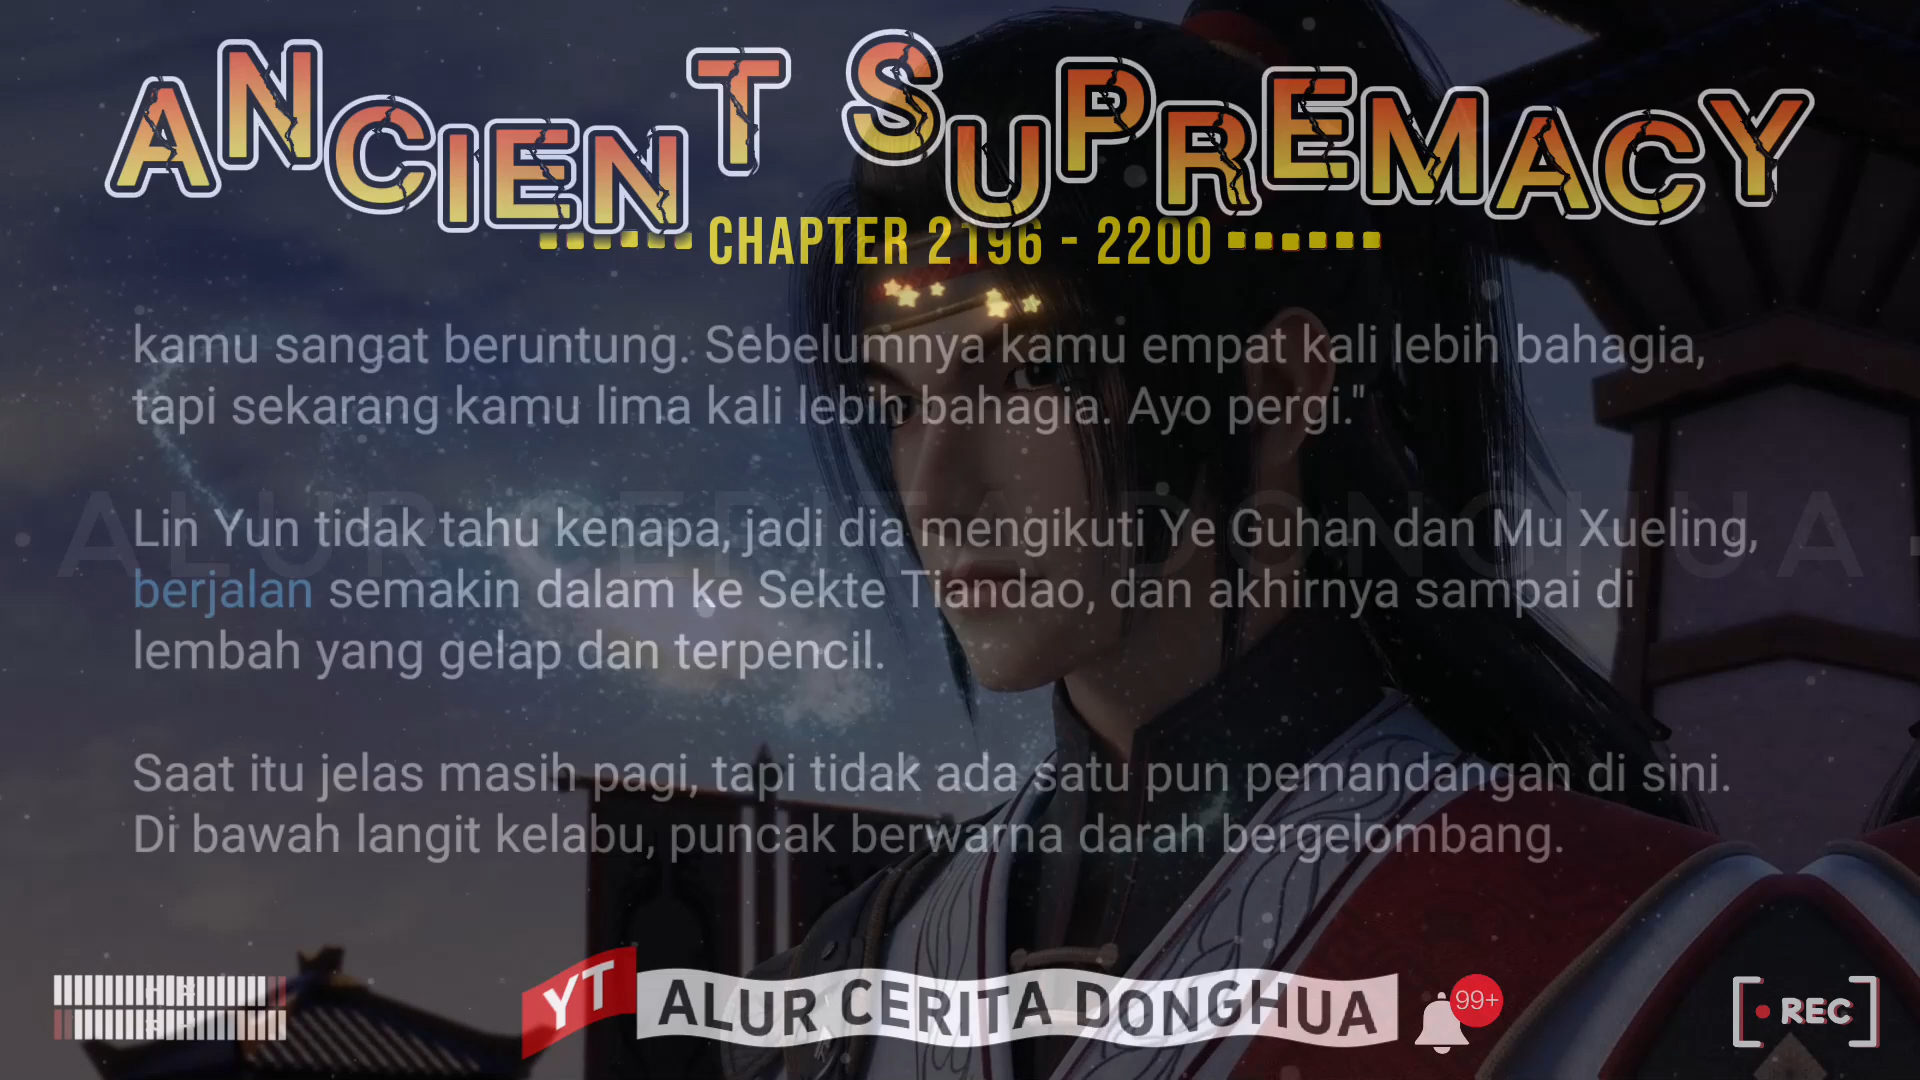 ANCIENT SUPREMACY
CHAPTER 2196 - 2200
kamu sangat beruntung. Sebelumnya kamu empat kali lebih bahagia,
tapi sekarang kamu lima kali lebih bahagia. Ayo pergi."
ALUR CERITA DONGHUA
Lin Yun tidak tahu kenapa, jadi dia mengikuti Ye Guhan dan Mu Xueling,
berjalan semakin dalam ke Sekte Tiandao, dan akhirnya sampai di
lembah yang gelap dan terpencil.
Saat itu jelas masih pagi, tapi tidak ada satu pun pemandangan di sini.
Di bawah langit kelabu, puncak berwarna darah bergelombang.
YT ALUR CERITA DONGHUA 99+
REC